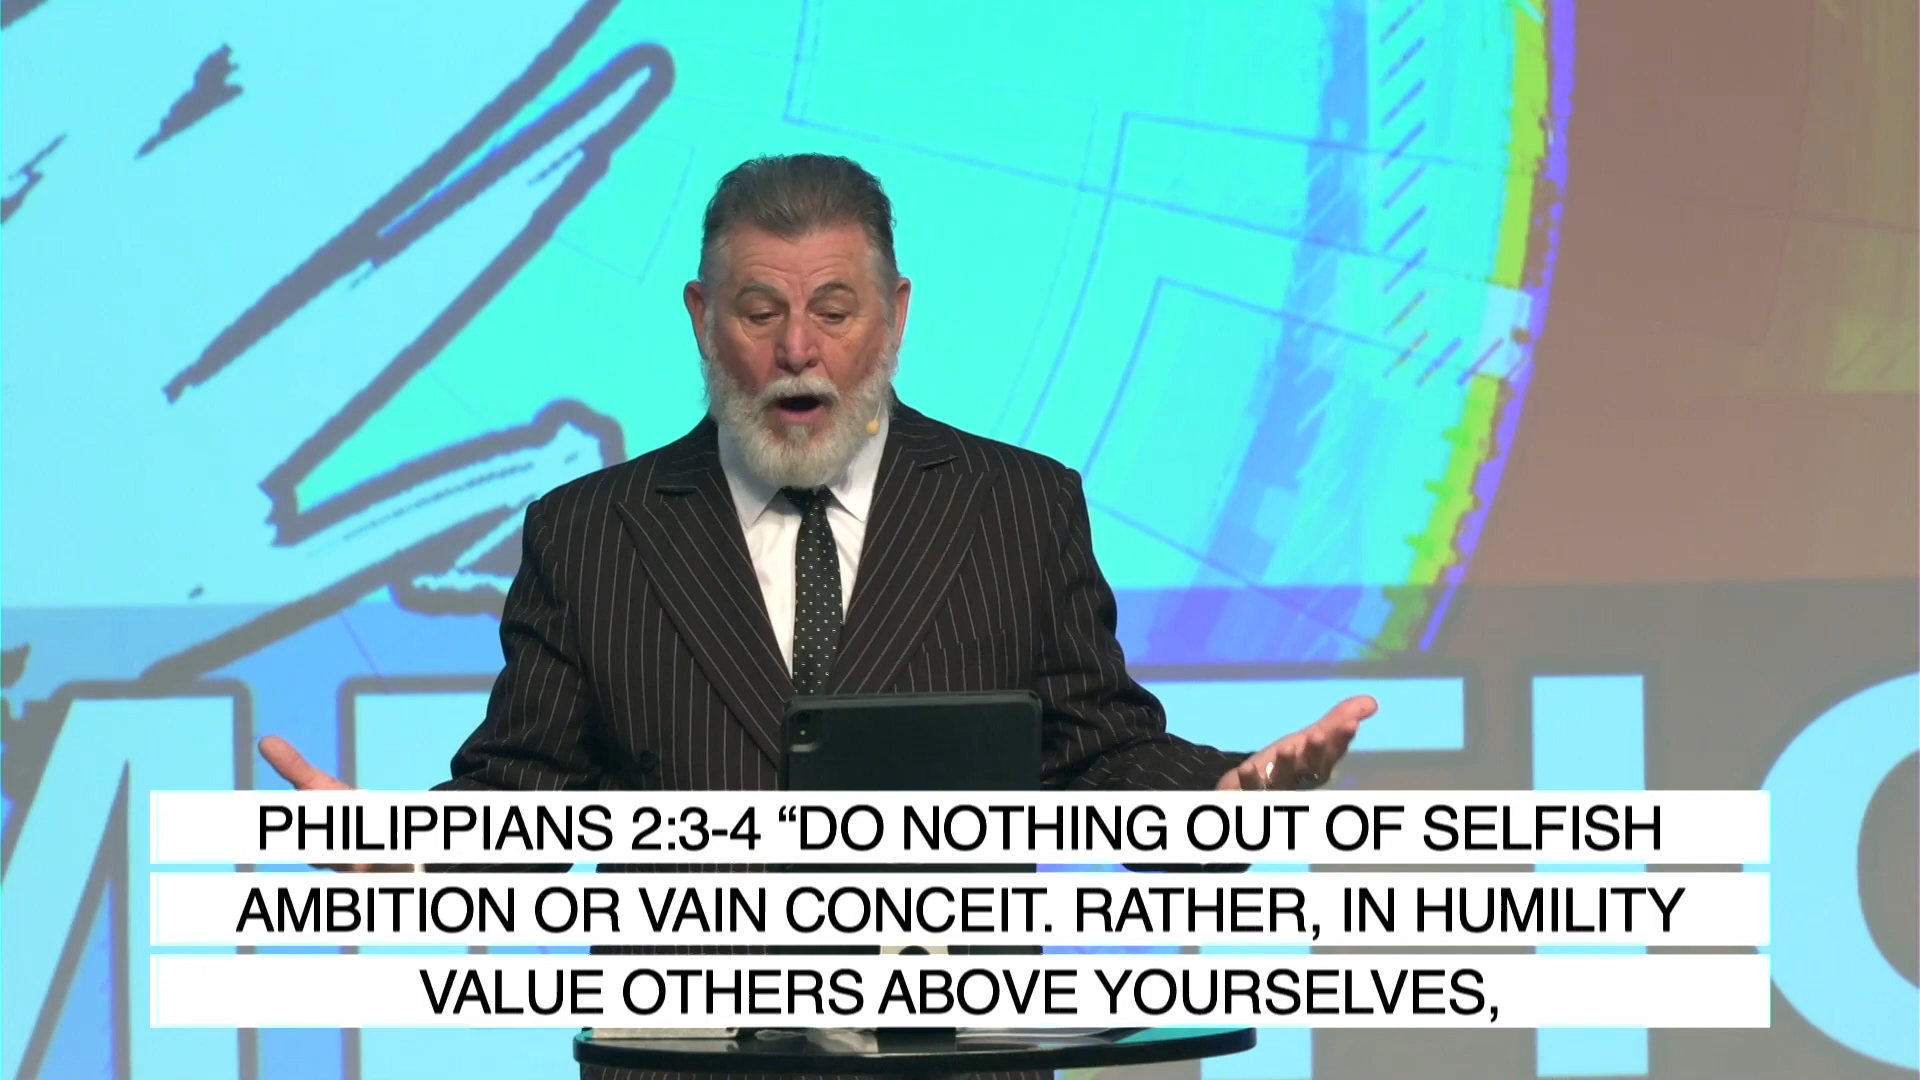 PHILIPPIANS 2:3-4 “DO NOTHING OUT OF SELFISH
AMBITION OR VAIN CONCEIT. RATHER, IN HUMILITY
VALUE OTHERS ABOVE YOURSELVES,